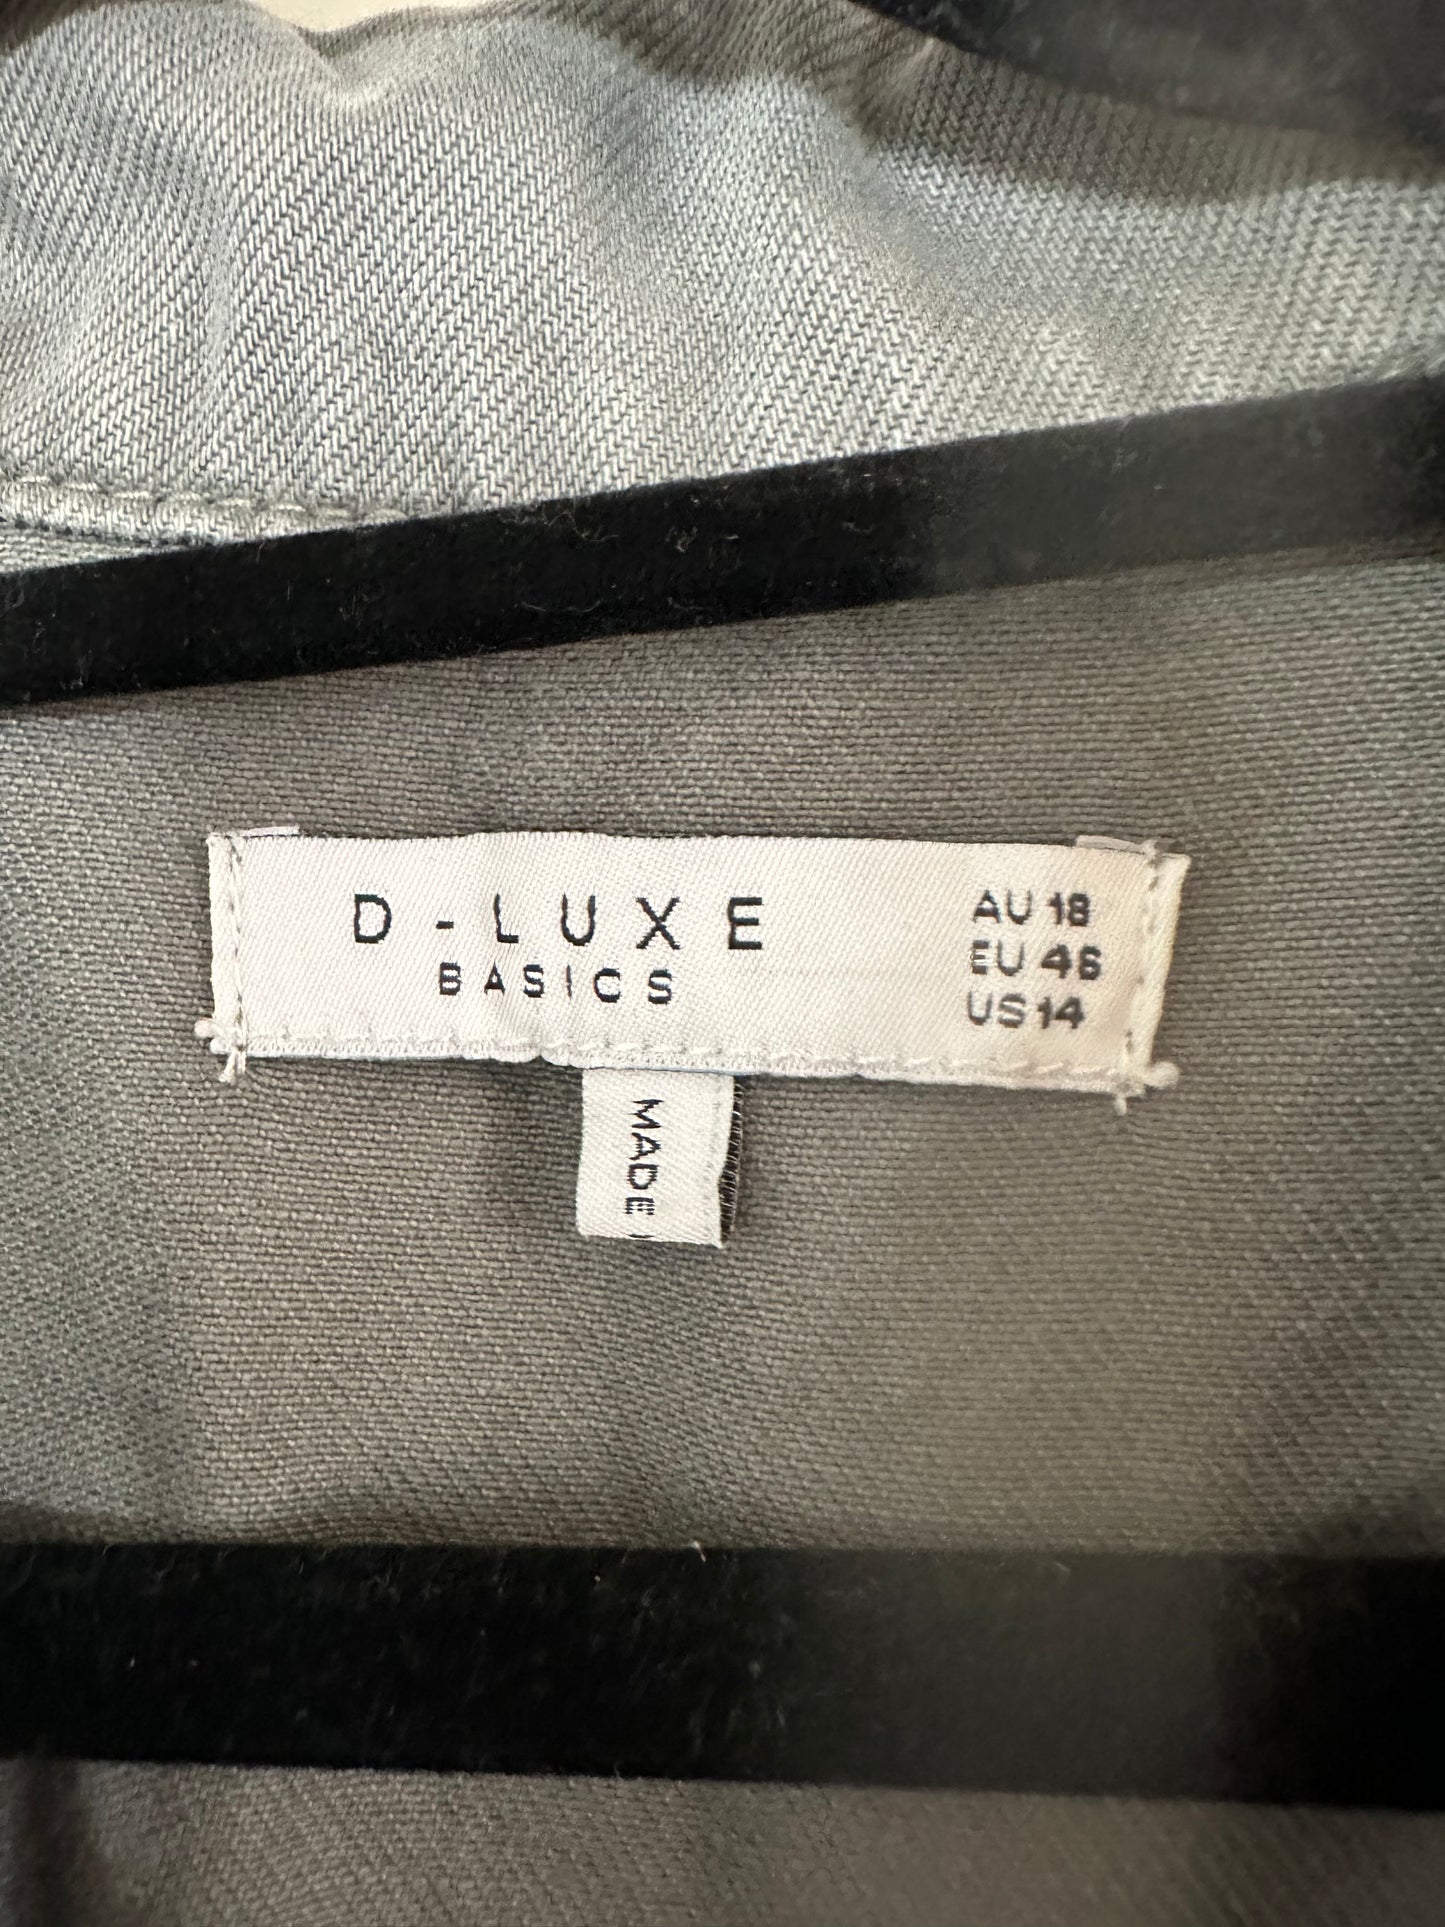 D-LUXE
BASICS
AU 18
EU 46
US 14
MADE